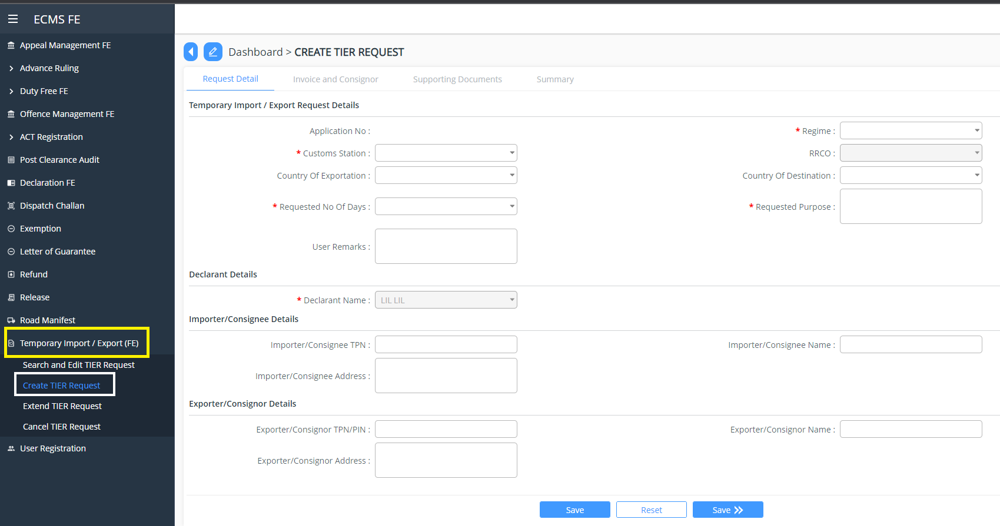 ECMS FE
Appeal Management FE
Advance Ruling
Duty Free FE
Offence Management FE
ACT Registration
Post Clearance Audit
Declaration FE
Dispatch Challan
Exemption
Letter of Guarantee
Refund
Release
Road Manifest
Temporary Import / Export (FE)
Search and Edit TIER Request
Create TIER Request
Extend TIER Request
Cancel TIER Request
User Registration
Dashboard > CREATE TIER REQUEST
Request Detail Invoice and Consignor Supporting Documents Summary
Temporary Import / Export Request Details
Application No : * Regime :
* Customs Station : RRCO :
Country Of Exportation : Country Of Destination :
* Requested No Of Days : * Requested Purpose :
User Remarks :
Declarant Details
* Declarant Name : LIL LIL
Importer/Consignee Details
Importer/Consignee TPN : Importer/Consignee Name :
Importer/Consignee Address :
Exporter/Consignor Details
Exporter/Consignor TPN/PIN : Exporter/Consignor Name :
Exporter/Consignor Address :
Save Reset Save